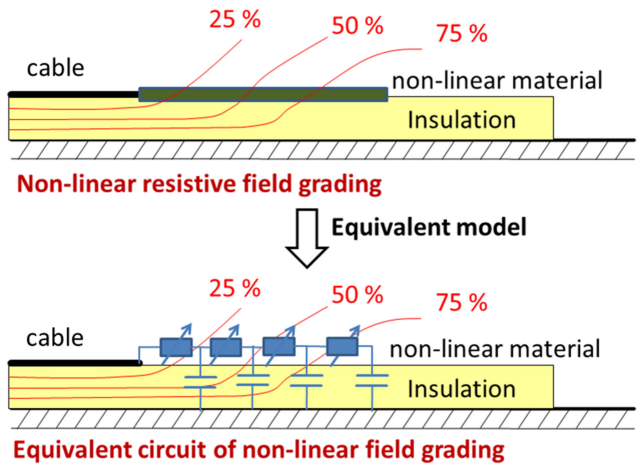 25 %
50 %
75 %
cable
non-linear material
Insulation
Non-linear resistive field grading
Equivalent model
25 %
50 %
75 %
cable
non-linear material
Insulation
Equivalent circuit of non-linear field grading